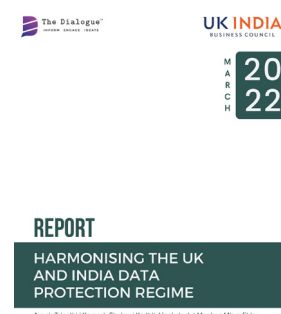 The Dialogue™
INFORM ENGAGE IDEATE
UK INDIA
BUSINESS COUNCIL
MARCH
20
22
REPORT
HARMONISING THE UK
AND INDIA DATA
PROTECTION REGIME